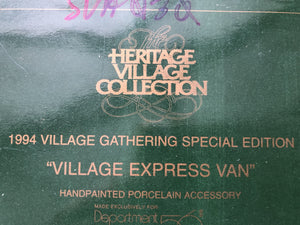 The
HERITAGE
VILLAGE
COLLECTION
1994 VILLAGE GATHERING SPECIAL EDITION
"VILLAGE EXPRESS VAN"
HANDPAINTED PORCELAIN ACCESSORY
MADE EXCLUSIVELY FOR
Department 56